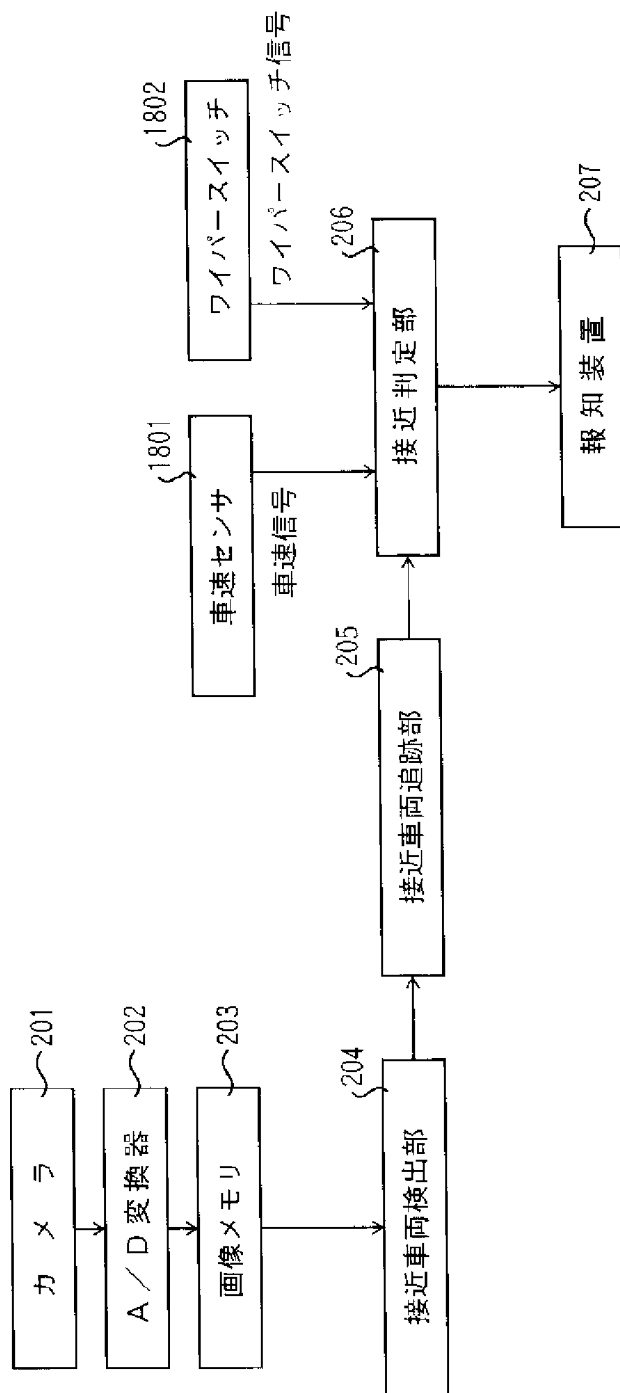 カメラ
201
A/D変換器
202
画像メモリ
203
接近車両検出部
204
接近車両追跡部
205
車速センサ
1801
車速信号
ワイパースイッチ
1802
ワイパースイッチ信号
接近判定部
206
報知装置
207